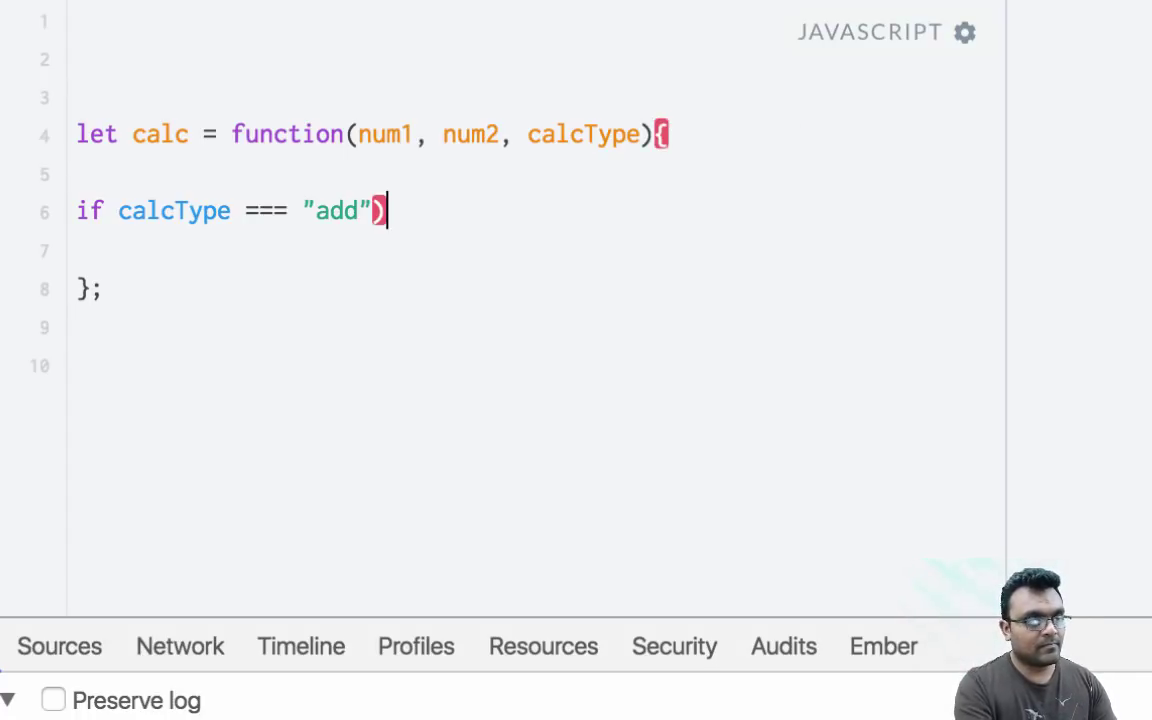 1
2
JAVASCRIPT
3
4 let calc = function(num1, num2, calcType){
5
6 if calcType === "add")
7
8 };
9
10
Sources Network Timeline Profiles Resources Security Audits Ember
Preserve log